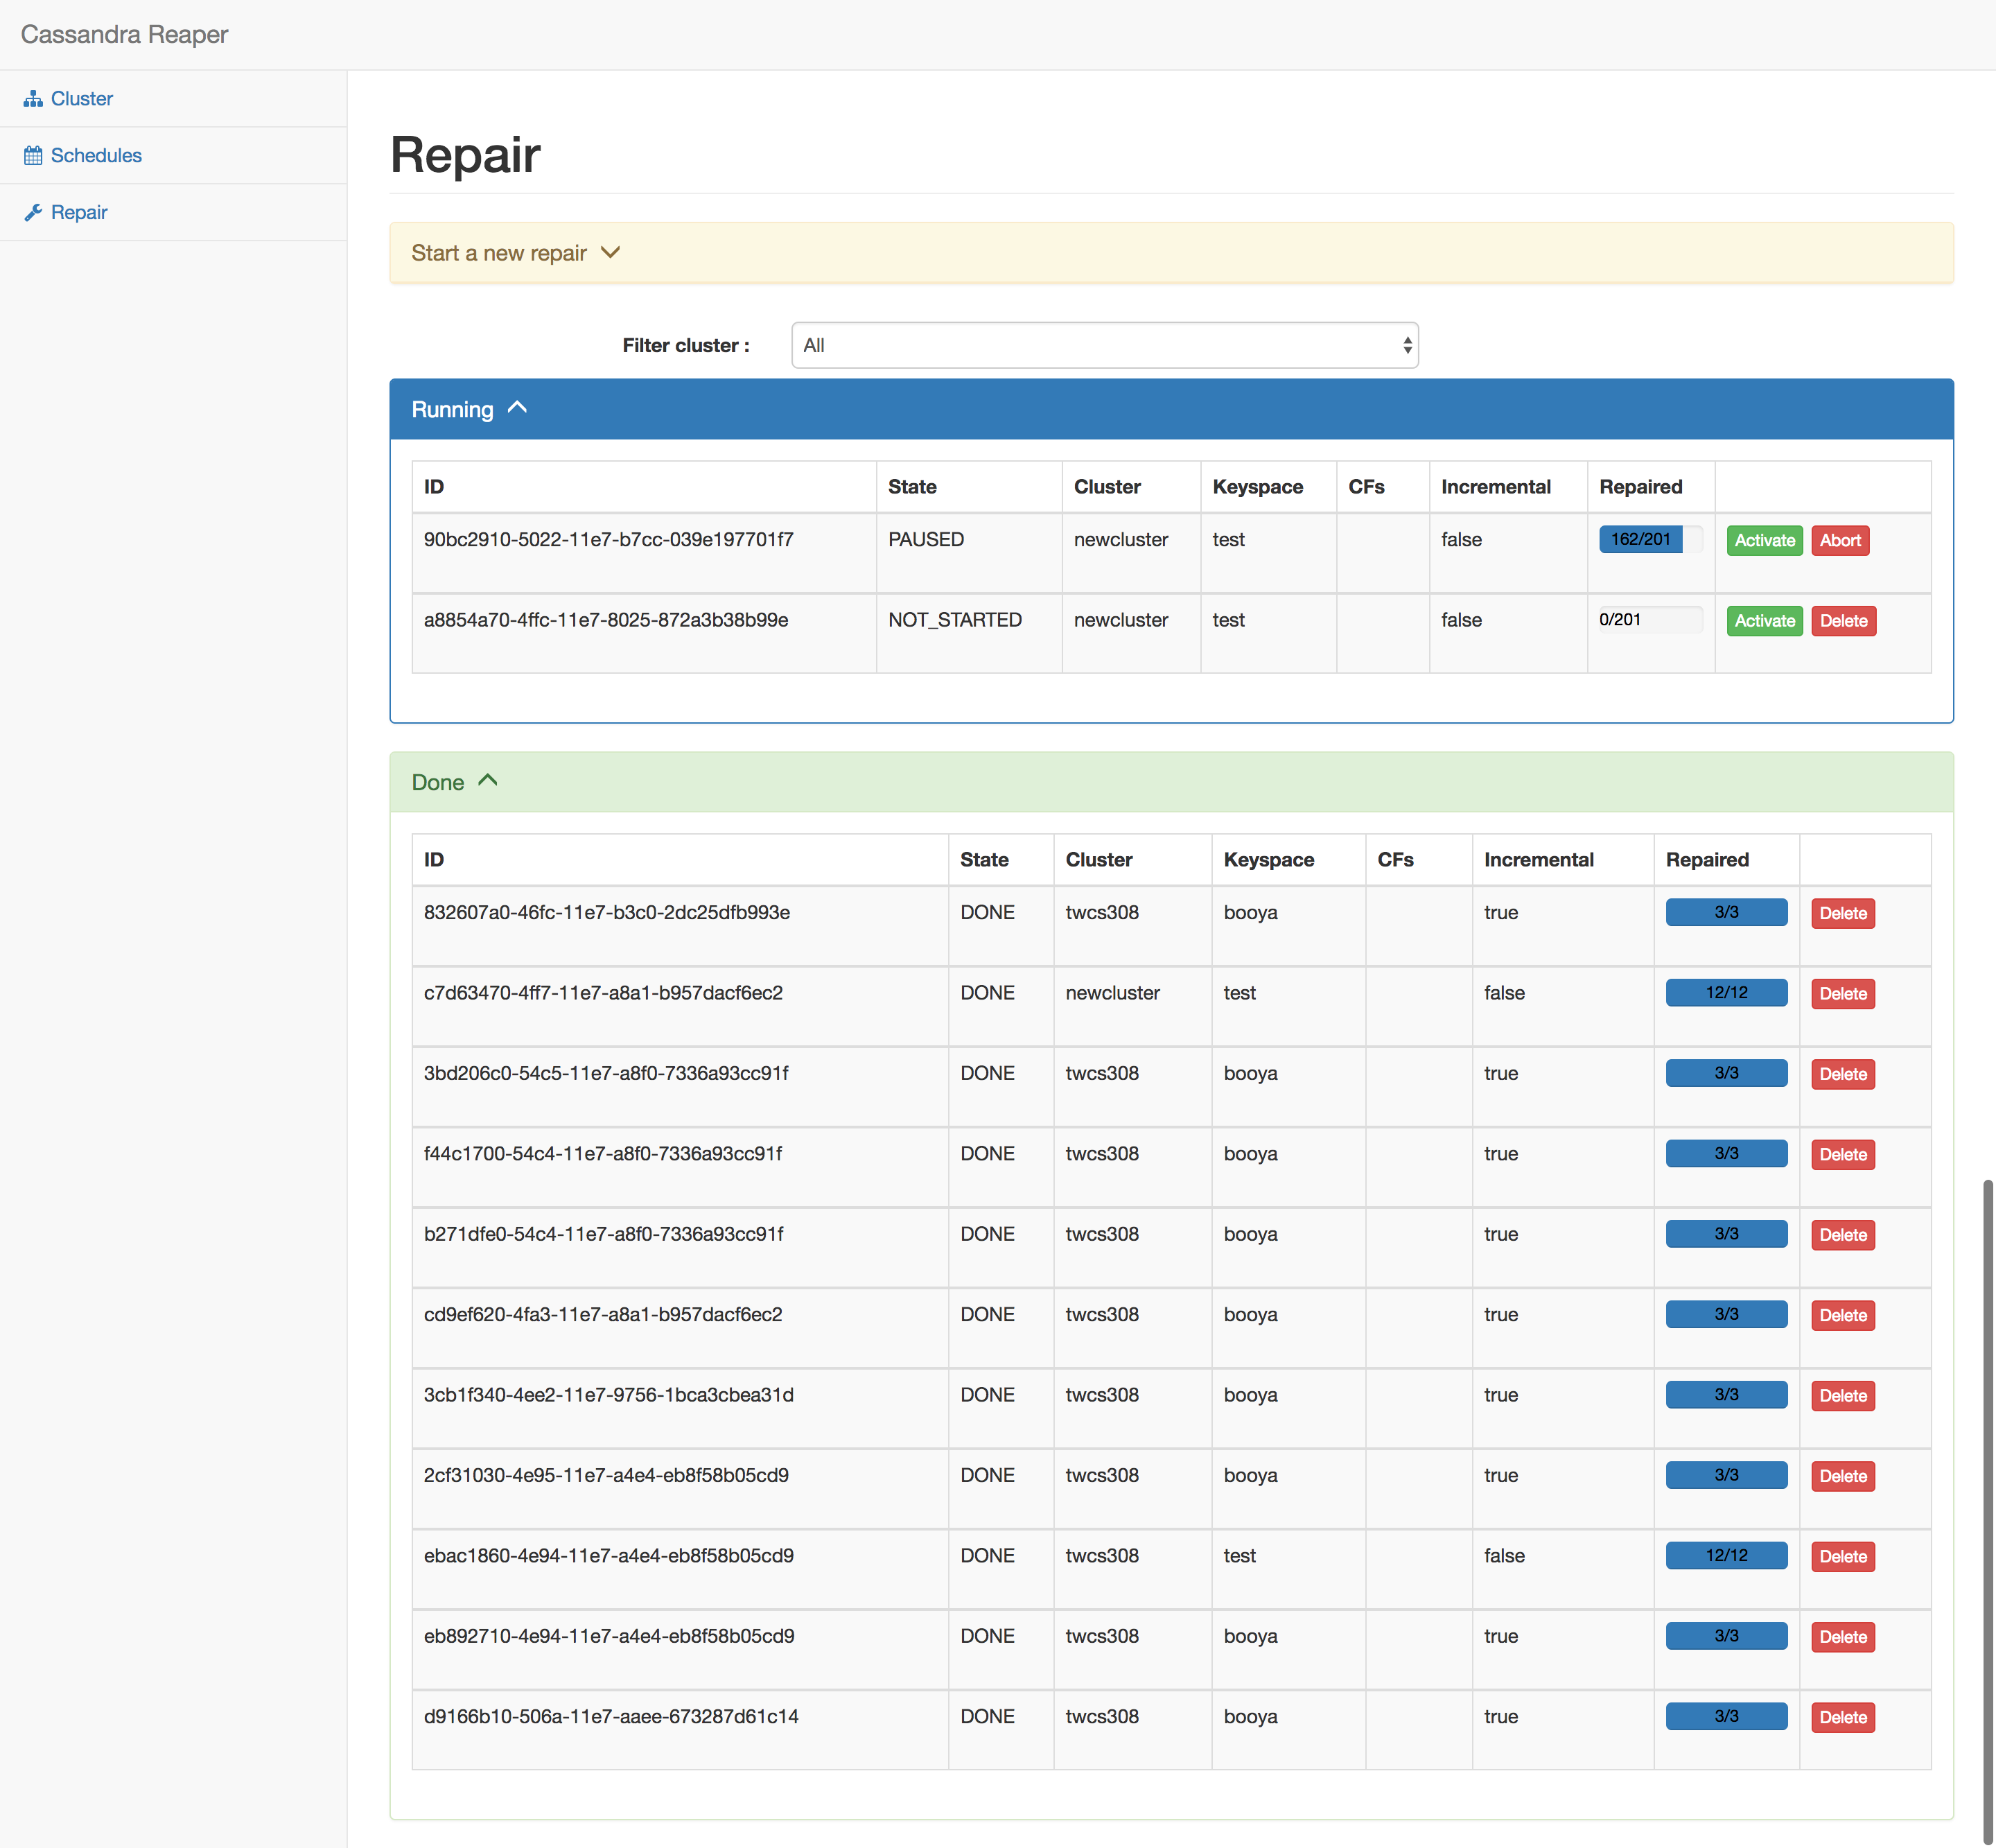 Cassandra Reaper
Cluster
Schedules
Repair
Repair
Start a new repair
Filter cluster : All
Running
ID State Cluster Keyspace CFs Incremental Repaired
90bc2910-5022-11e7-b7cc-039e197701f7 PAUSED newcluster test false 162/201 Activate Abort
a8854a70-4ffc-11e7-8025-872a3b38b99e NOT_STARTED newcluster test false 0/201 Activate Delete
Done
ID State Cluster Keyspace CFs Incremental Repaired
832607a0-46fc-11e7-b3c0-2dc25dfb993e DONE twcs308 booya true 3/3 Delete
c7d63470-4ff7-11e7-a8a1-b957dacf6ec2 DONE newcluster test false 12/12 Delete
3bd206c0-54c5-11e7-a8f0-7336a93cc91f DONE twcs308 booya true 3/3 Delete
f44c1700-54c4-11e7-a8f0-7336a93cc91f DONE twcs308 booya true 3/3 Delete
b271dfe0-54c4-11e7-a8f0-7336a93cc91f DONE twcs308 booya true 3/3 Delete
cd9ef620-4fa3-11e7-a8a1-b957dacf6ec2 DONE twcs308 booya true 3/3 Delete
3cb1f340-4ee2-11e7-9756-1bca3cbea31d DONE twcs308 booya true 3/3 Delete
2cf31030-4e95-11e7-a4e4-eb8f58b05cd9 DONE twcs308 booya true 3/3 Delete
ebac1860-4e94-11e7-a4e4-eb8f58b05cd9 DONE twcs308 test false 12/12 Delete
eb892710-4e94-11e7-a4e4-eb8f58b05cd9 DONE twcs308 booya true 3/3 Delete
d9166b10-506a-11e7-aaee-673287d61c14 DONE twcs308 booya true 3/3 Delete